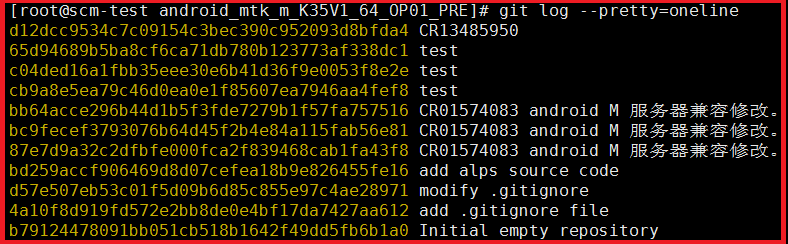 [root@scm-test android_mtk_m_K35V1_64_OP01_PRE]# git log --pretty=oneline
d12dcc9534c7c09154c3bec390c952093d8bfda4 CR13485950
65d94689b5ba8cf6ca71db780b123773af338dc1 test
c04ded16a1fbb35eee30e6b41d36f9e0053f8e2e test
cb9a8e5ea79c46d0ea0e1f85607ea7946aa4fef8 test
bb64acce296b44d1b5f3fde7279b1f57fa757516 CR01574083 android M 服务器兼容修改。
bc9fecef3793076b64d45f2b4e84a115fab56e81 CR01574083 android M 服务器兼容修改。
87e7d9a32c2dfbfe000fca2f839468cab1fa43f8 CR01574083 android M 服务器兼容修改。
bd259accf906469d8d07cefea18b9e826455fe16 add alps source code
d57e507eb53c01f5d09b6d85c855e97c4ae28971 modify .gitignore
4a10f8d919fd572e2bb8de0e4bf17da7427aa612 add .gitignore file
b79124478091bb051cb518b1642f49dd5fb6b1a0 Initial empty repository